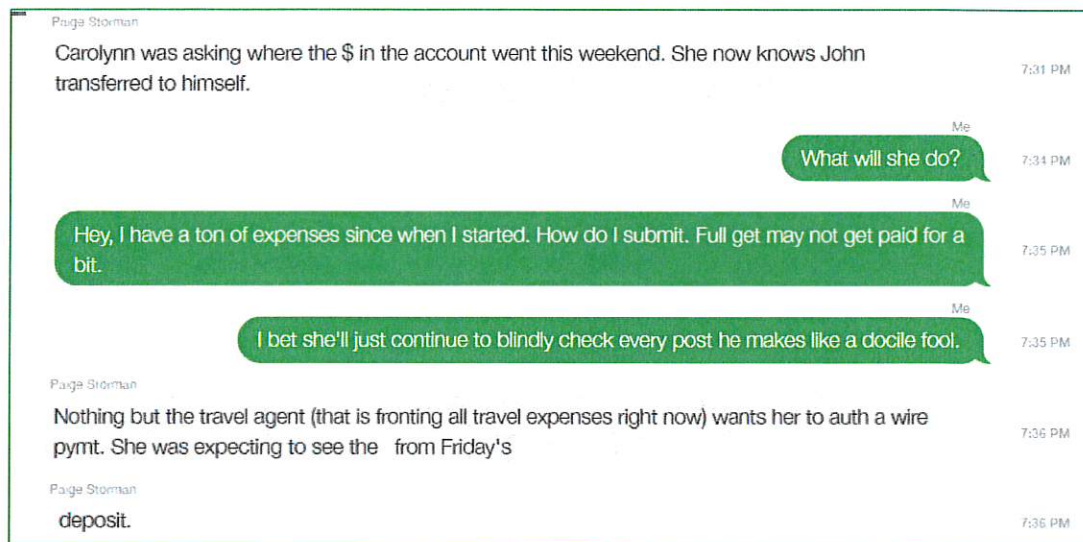 Paige Storman
Carolynn was asking where the $ in the account went this weekend. She now knows John
transferred to himself.
7:31 PM
Me
What will she do?
7:34 PM
Me
Hey, I have a ton of expenses since when I started. How do I submit. Full get may not get paid for a
bit.
7:35 PM
Me
I bet she'll just continue to blindly check every post he makes like a docile fool.
7:35 PM
Paige Storman
Nothing but the travel agent (that is fronting all travel expenses right now) wants her to auth a wire
pymt. She was expecting to see the from Friday's
7:36 PM
Paige Storman
deposit.
7:36 PM